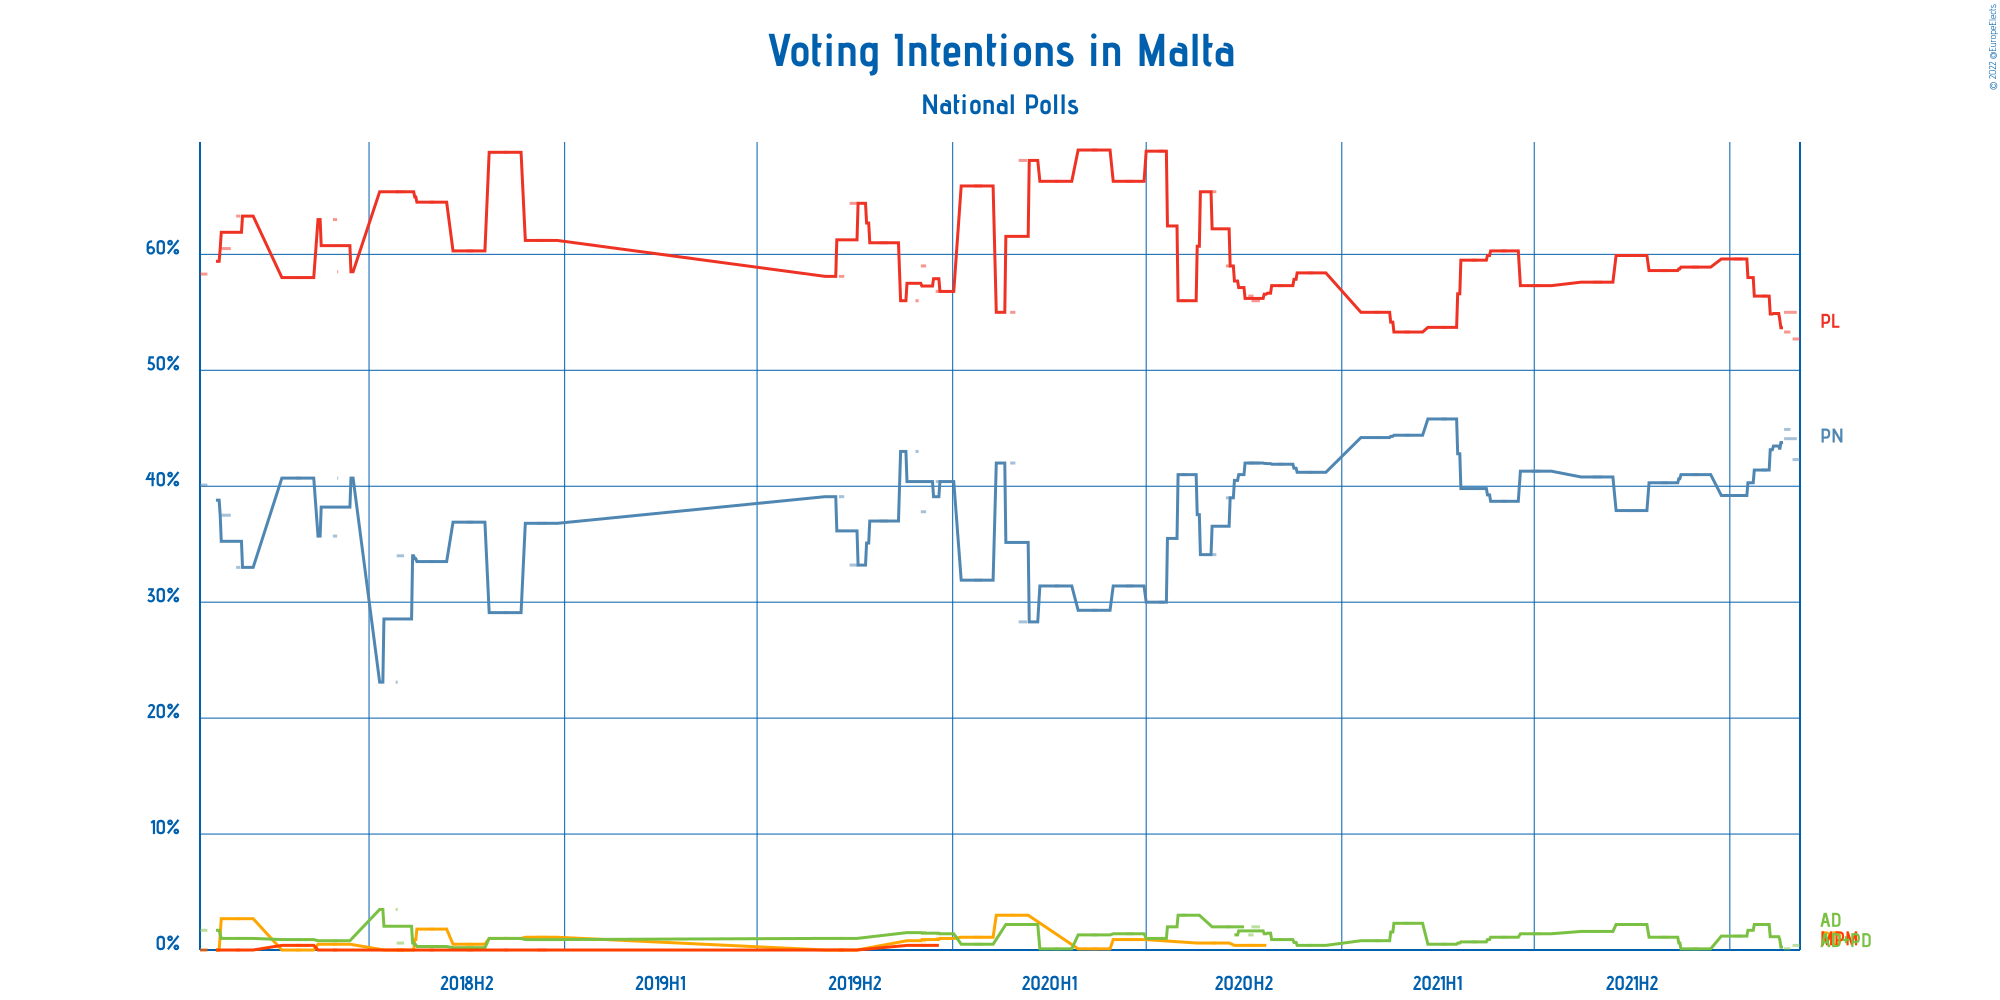 Voting Intentions in Malta
National Polls
© 2022 @EuropeElects
60%
50%
40%
30%
20%
10%
0%
PL
PN
AD
2018H2
2019H1
2019H2
2020H1
2020H2
2021H1
2021H2